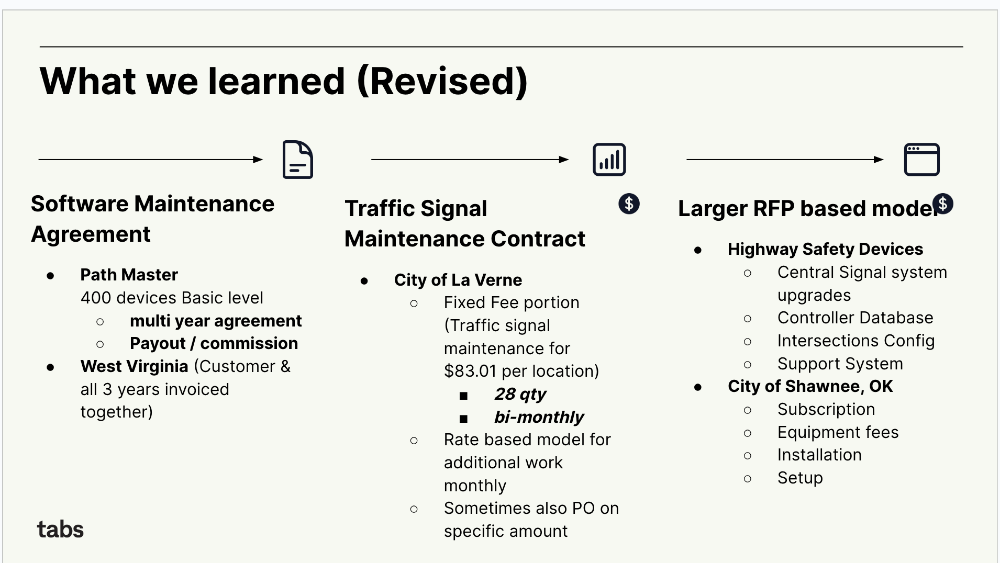 What we learned (Revised)
Software Maintenance
Agreement
● Path Master
400 devices Basic level
○ multi year agreement
○ Payout / commission
● West Virginia (Customer &
all 3 years invoiced
together)
$
Traffic Signal
Maintenance Contract
● City of La Verne
○ Fixed Fee portion
(Traffic signal
maintenance for
$83.01 per location)
■ 28 qty
■ bi-monthly
○ Rate based model for
additional work
monthly
○ Sometimes also PO on
specific amount
Larger RFP based model
$
● Highway Safety Devices
○ Central Signal system
upgrades
○ Controller Database
○ Intersections Config
○ Support System
● City of Shawnee, OK
○ Subscription
○ Equipment fees
○ Installation
○ Setup
tabs